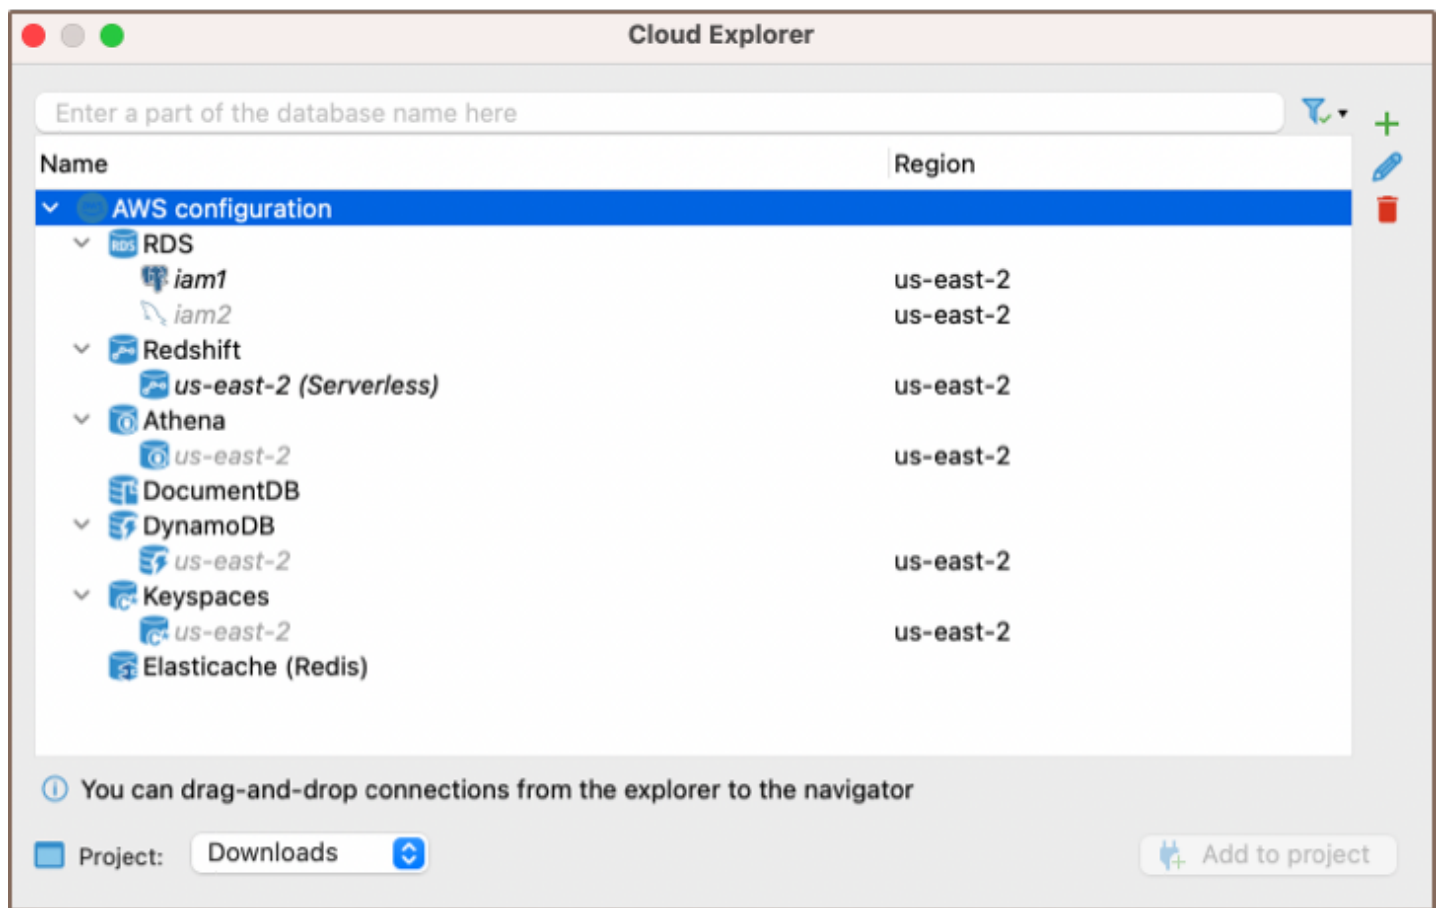 Cloud Explorer
Enter a part of the database name here
Name Region
AWS configuration
RDS RDS
iam1 us-east-2
iam2 us-east-2
Redshift
us-east-2 (Serverless) us-east-2
Athena
us-east-2 us-east-2
DocumentDB
DynamoDB
us-east-2 us-east-2
Keyspaces
us-east-2 us-east-2
Elasticache (Redis)
You can drag-and-drop connections from the explorer to the navigator
Project: Downloads Add to project